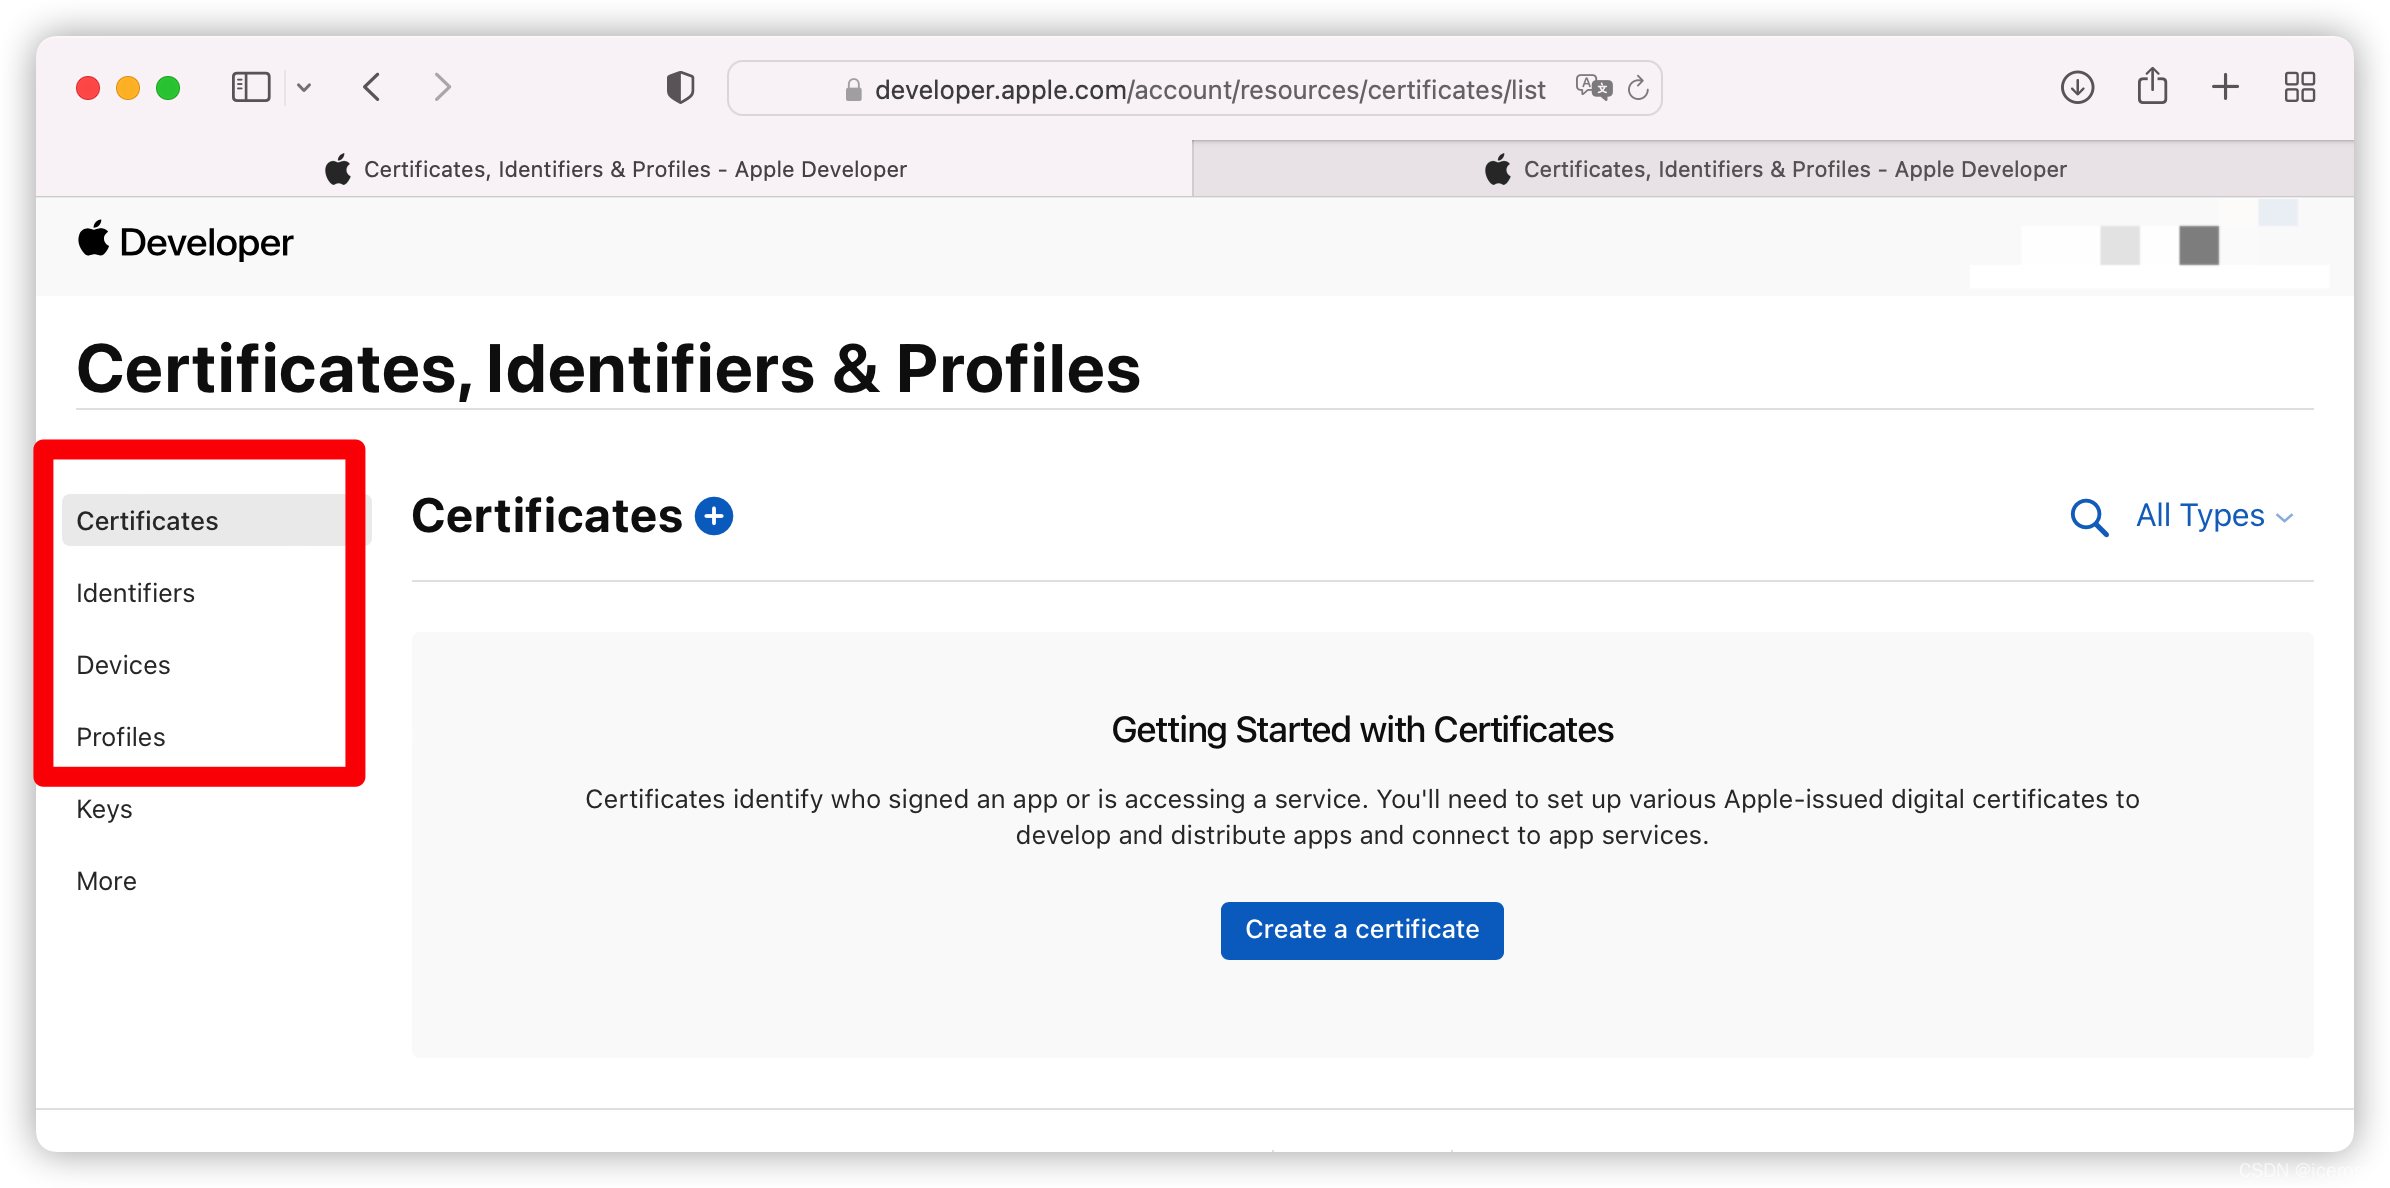 developer.apple.com/account/resources/certificates/list
Certificates, Identifiers & Profiles - Apple Developer
Certificates, Identifiers & Profiles - Apple Developer
Developer
Certificates, Identifiers & Profiles
Certificates
Identifiers
Devices
Profiles
Keys
More
Certificates
All Types
Getting Started with Certificates
Certificates identify who signed an app or is accessing a service. You'll need to set up various Apple-issued digital certificates to
develop and distribute apps and connect to app services.
Create a certificate
CSDN